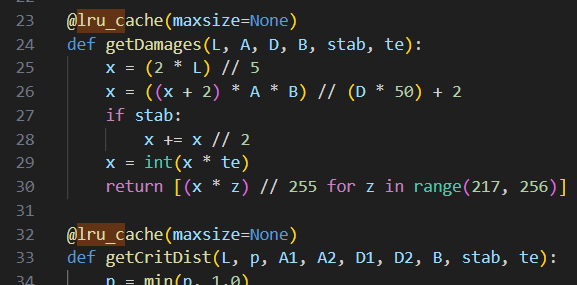 23 @lru_cache(maxsize=None)
24 def getDamages(L, A, D, B, stab, te):
25     x = (2 * L) // 5
26     x = ((x + 2) * A * B) // (D * 50) + 2
27     if stab:
28         x += x // 2
29     x = int(x * te)
30     return [(x * z) // 255 for z in range(217, 256)]
31
32 @lru_cache(maxsize=None)
33 def getCritDist(L, p, A1, A2, D1, D2, B, stab, te):
34     p = min(p, 1.0)